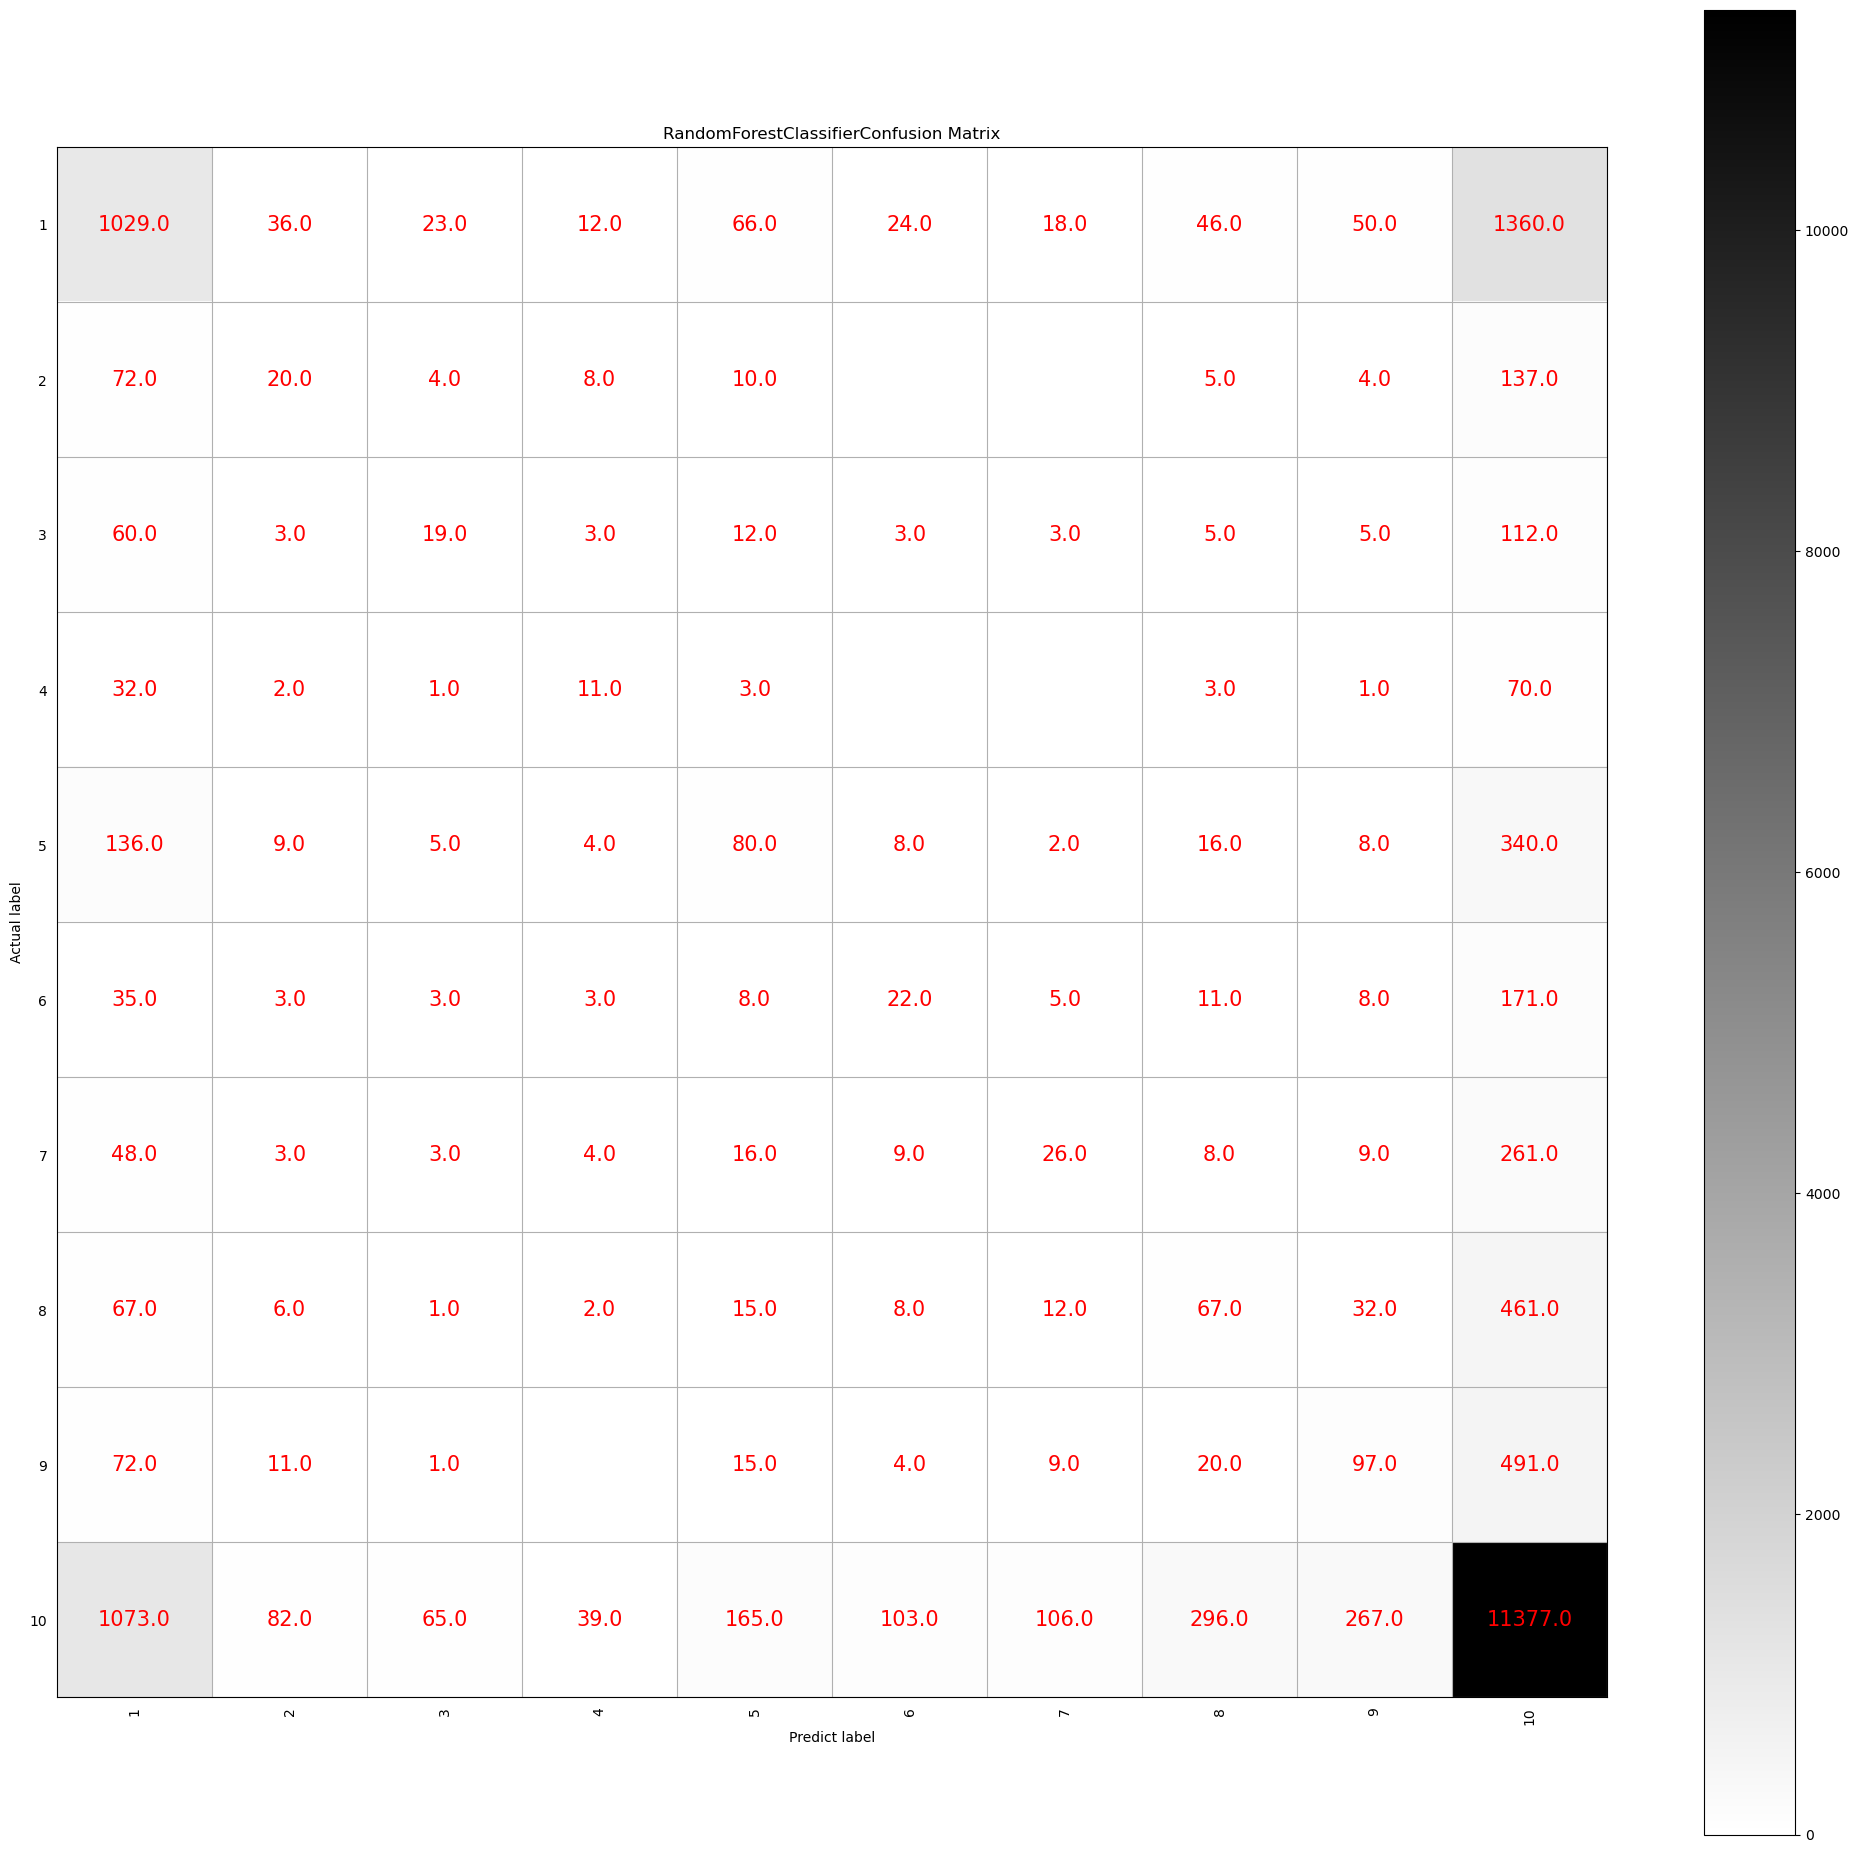 RandomForestClassifierConfusion Matrix
1 1029.0 36.0 23.0 12.0 66.0 24.0 18.0 46.0 50.0 1360.0
2 72.0 20.0 4.0 8.0 10.0 5.0 4.0 137.0
3 60.0 3.0 19.0 3.0 12.0 3.0 3.0 5.0 5.0 112.0
4 32.0 2.0 1.0 11.0 3.0 3.0 1.0 70.0
5 136.0 9.0 5.0 4.0 80.0 8.0 2.0 16.0 8.0 340.0
6 35.0 3.0 3.0 3.0 8.0 22.0 5.0 11.0 8.0 171.0
7 48.0 3.0 3.0 4.0 16.0 9.0 26.0 8.0 9.0 261.0
8 67.0 6.0 1.0 2.0 15.0 8.0 12.0 67.0 32.0 461.0
9 72.0 11.0 1.0 15.0 4.0 9.0 20.0 97.0 491.0
10 1073.0 82.0 65.0 39.0 165.0 103.0 106.0 296.0 267.0 11377.0
1 2 3 4 5 6 7 8 9 10
Predict label
Actual label
10000
8000
6000
4000
2000
0